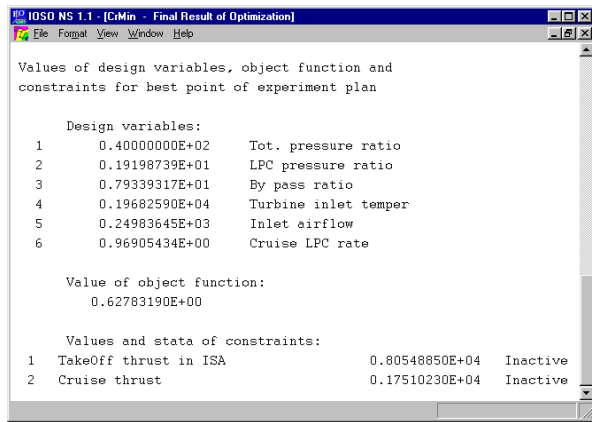 IOSO NS 1.1 - [CrMin - Final Result of Optimization]
File Format View Window Help
Values of design variables, object function and
constraints for best point of experiment plan
Design variables:
1 0.40000000E+02 Tot. pressure ratio
2 0.19198739E+01 LPC pressure ratio
3 0.79339317E+01 By pass ratio
4 0.19682590E+04 Turbine inlet temper
5 0.24983645E+03 Inlet airflow
6 0.96905434E+00 Cruise LPC rate
Value of object function:
0.62783190E+00
Values and stata of constraints:
1 TakeOff thrust in ISA 0.80548850E+04 Inactive
2 Cruise thrust 0.17510230E+04 Inactive